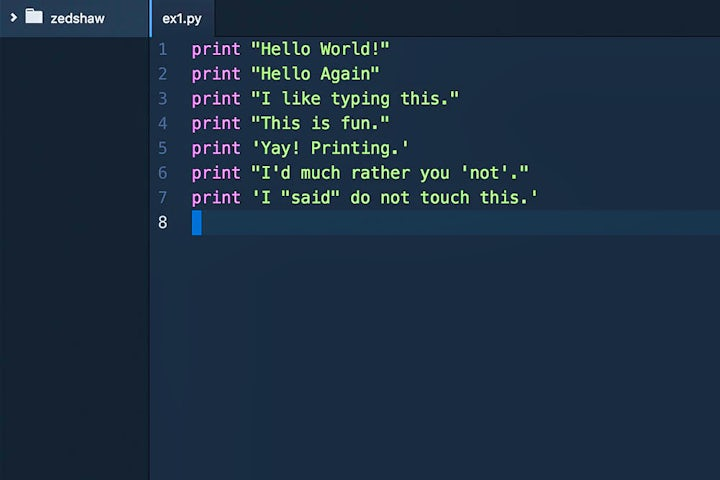 zedshaw
ex1.py
1 print "Hello World!"
2 print "Hello Again"
3 print "I like typing this."
4 print "This is fun."
5 print 'Yay! Printing.'
6 print "I'd much rather you 'not'."
7 print 'I "said" do not touch this.'
8